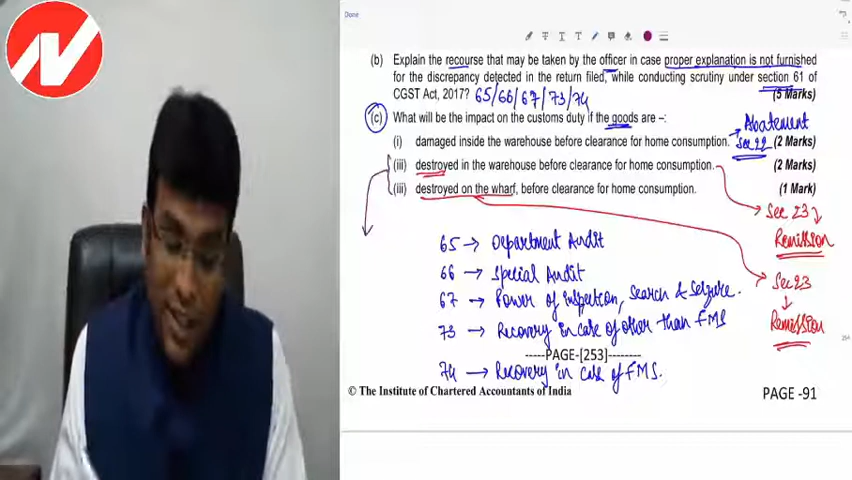 Done
(b) Explain the recourse that may be taken by the officer in case proper explanation is not furnished
for the discrepancy detected in the return filed, while conducting scrutiny under section 61 of
CGST Act, 2017? 65/66/67/73/74 (5 Marks)
(c) What will be the impact on the customs duty if the goods are –:
Abatement
(i) damaged inside the warehouse before clearance for home consumption. Sec 22 (2 Marks)
(iii) destroyed in the warehouse before clearance for home consumption. (2 Marks)
(iii) destroyed on the wharf, before clearance for home consumption. (1 Mark)
Sec 23
Remission
65 → Department Audit
66 → Special Audit
Sec 23
67 → Power of inspection, search & seizure.
73 → Recovery in case of other than FMS
Remission
-----PAGE-[253]--------
74 → Recovery in case of FMS.
© The Institute of Chartered Accountants of India
PAGE -91